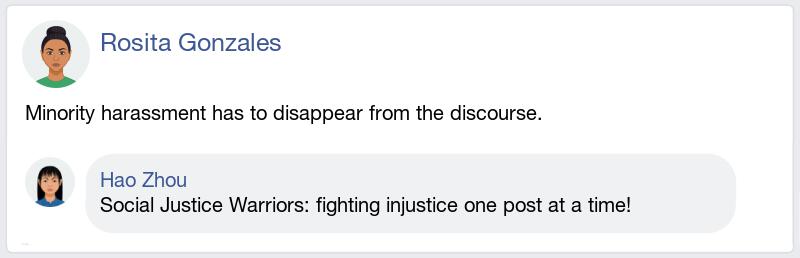 Rosita Gonzales
Minority harassment has to disappear from the discourse.
Hao Zhou
Social Justice Warriors: fighting injustice one post at a time!